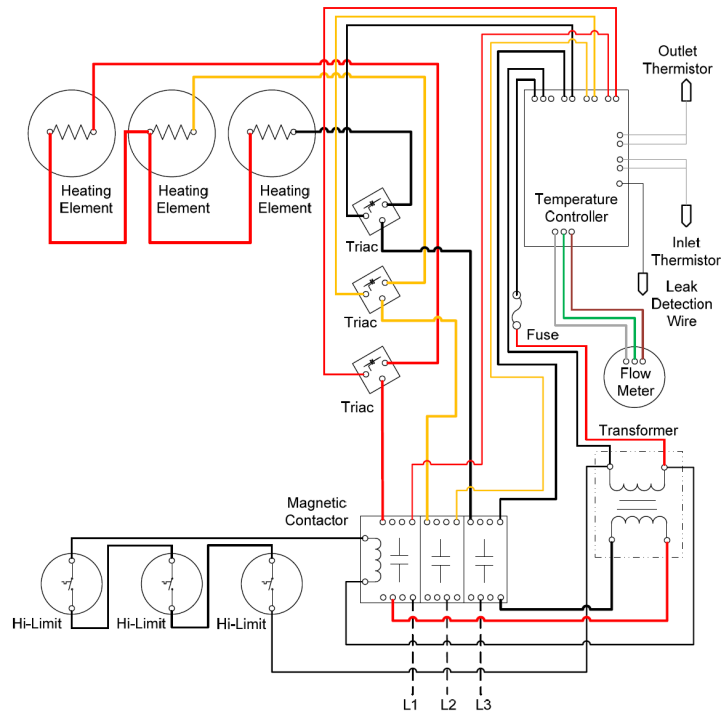 Outlet
Thermistor
Heating
Element
Heating
Element
Heating
Element
Temperature
Controller
Triac
Inlet
Thermistor
Leak
Detection
Wire
Triac
Fuse
Flow
Meter
Triac
Transformer
Magnetic
Contactor
Hi-Limit
Hi-Limit
Hi-Limit
L1
L2
L3